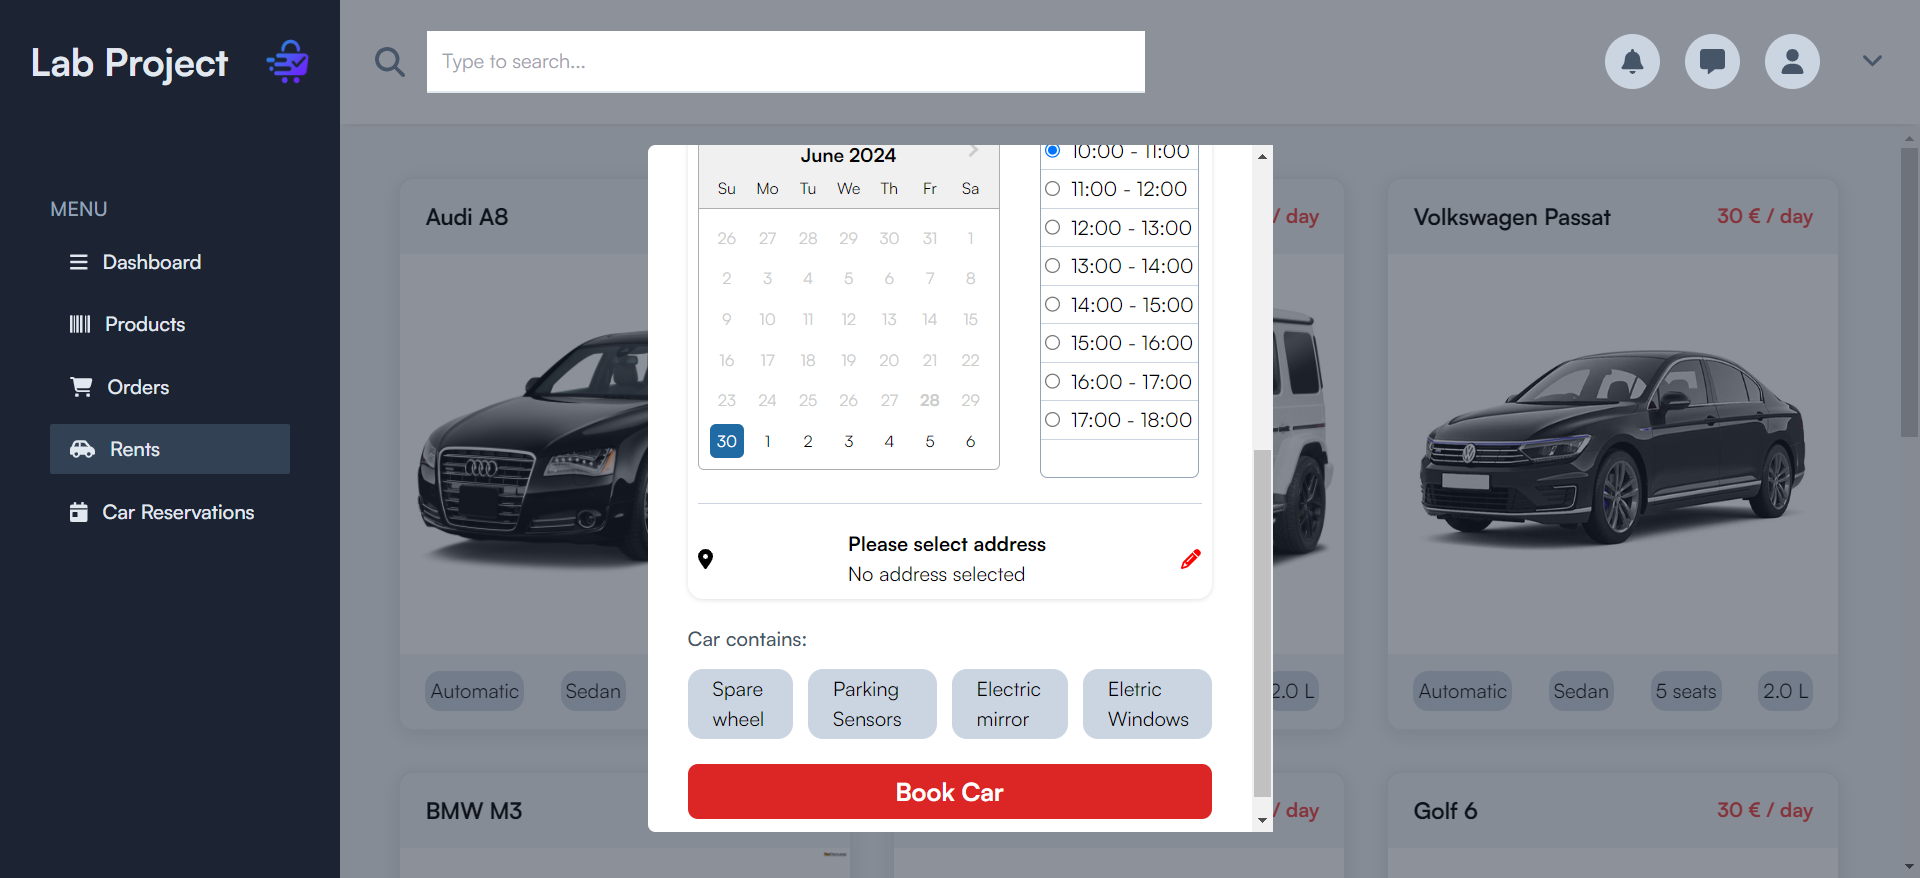 Lab Project
Type to search...
MENU
Dashboard
Products
Orders
Rents
Car Reservations
Audi A8
Automatic
Sedan
BMW M3
June 2024
Su Mo Tu We Th Fr Sa
26 27 28 29 30 31 1
2 3 4 5 6 7 8
9 10 11 12 13 14 15
16 17 18 19 20 21 22
23 24 25 26 27 28 29
30 1 2 3 4 5 6
10:00 - 11:00
11:00 - 12:00
12:00 - 13:00
13:00 - 14:00
14:00 - 15:00
15:00 - 16:00
16:00 - 17:00
17:00 - 18:00
Please select address
No address selected
Car contains:
Spare
wheel
Parking
Sensors
Electric
mirror
Eletric
Windows
Book Car
/ day
2.0 L
/ day
Volkswagen Passat
30 € / day
Automatic
Sedan
5 seats
2.0 L
Golf 6
30 € / day